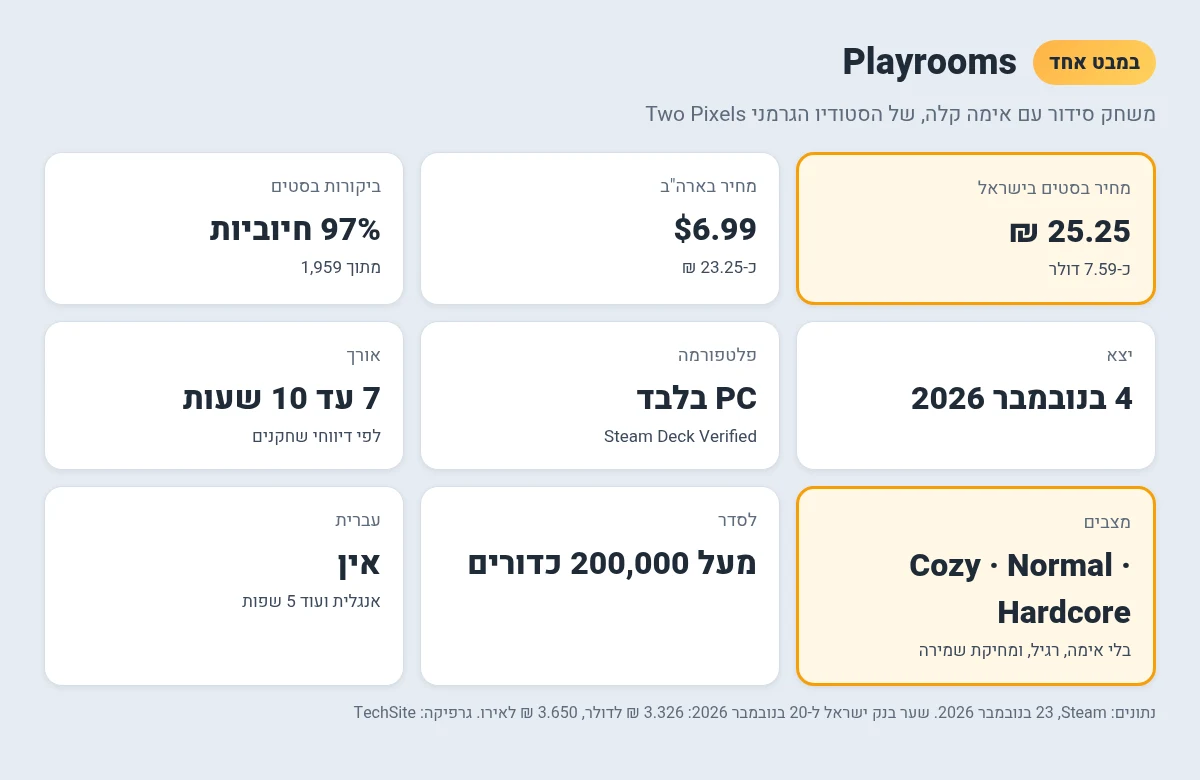 במבט אחד
Playrooms
משחק סידור עם אימה קלה, של הסטודיו הגרמני Two Pixels
מחיר בסטים בישראל
25.25 ₪
כ-7.59 דולר
מחיר בארה"ב
$6.99
כ-23.25 ₪
ביקורות בסטים
97% חיוביות
מתוך 1,959
יצא
4 בנובמבר 2026
פלטפורמה
PC בלבד
Steam Deck Verified
אורך
7 עד 10 שעות
לפי דיווחי שחקנים
מצבים
Cozy · Normal ·
Hardcore
בלי אימה, רגיל, ומחיקת שמירה
לסדר
מעל 200,000 כדורים
עברית
אין
אנגלית ועוד 5 שפות
נתונים: Steam, 23 בנובמבר 2026. שער בנק ישראל ל-20 בנובמבר 2026: 3.326 ₪ לדולר, 3.650 ₪ לאירו. גרפיקה: TechSite